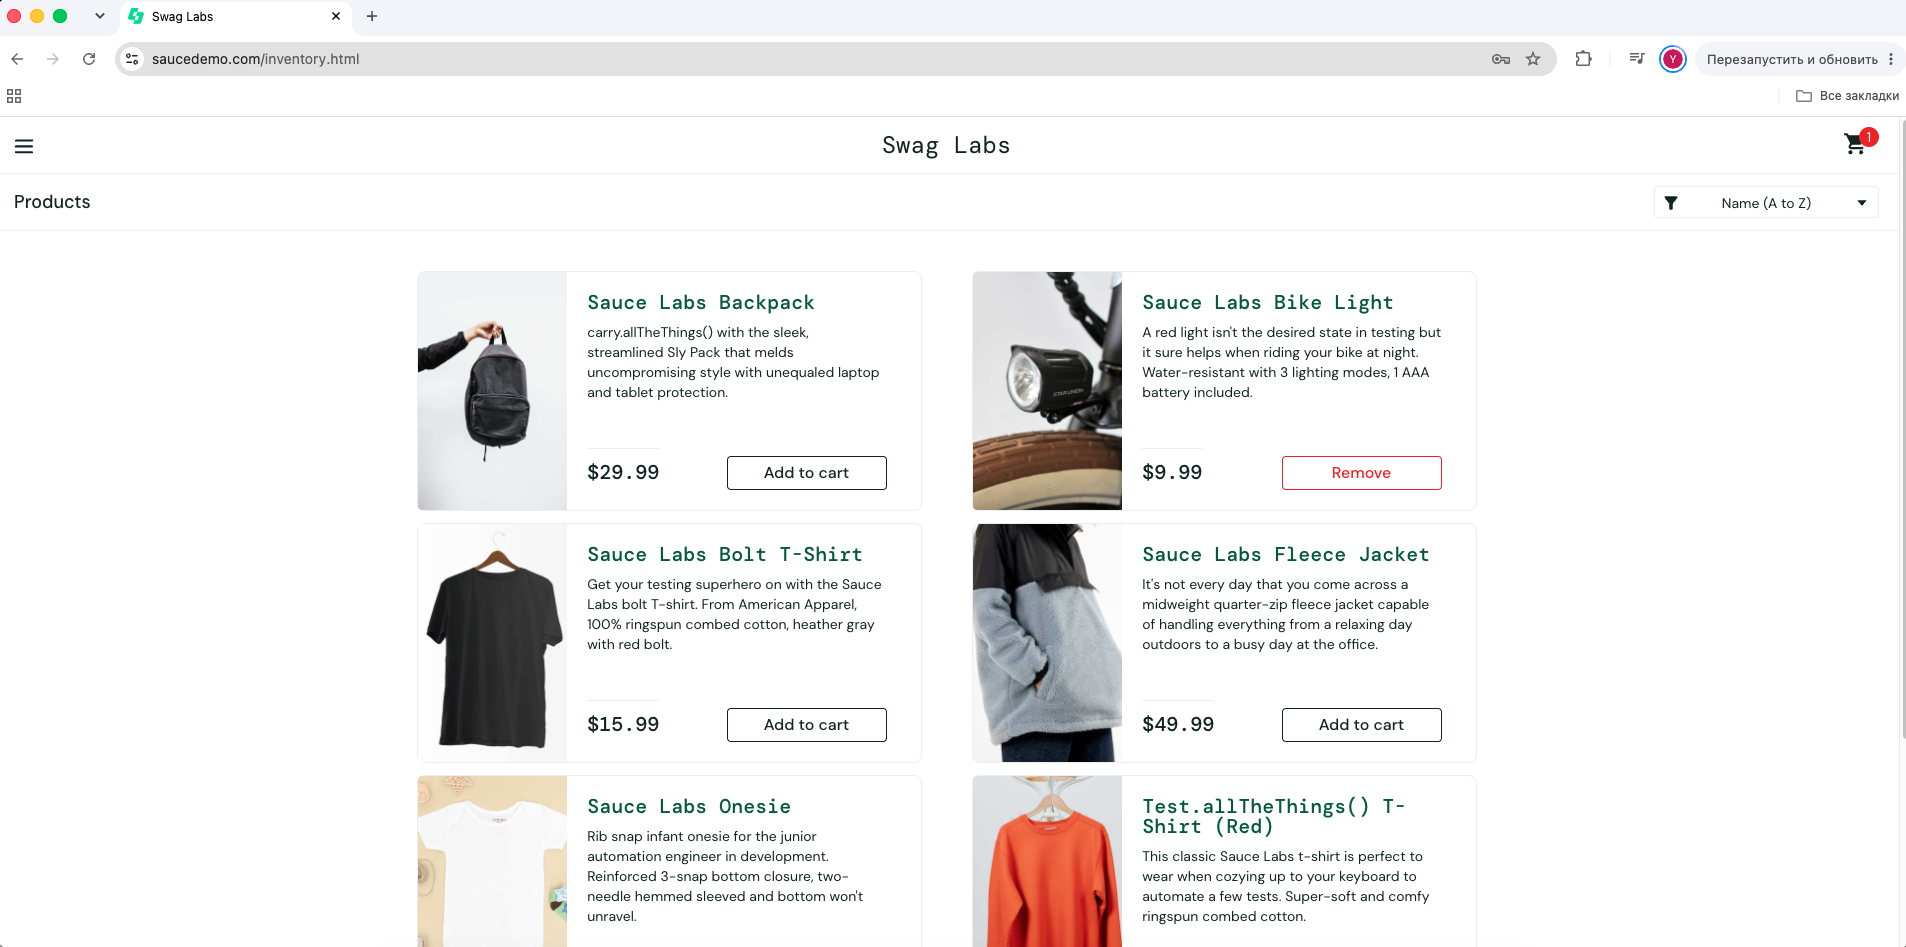 Swag Labs
saucedemo.com/inventory.html
Y
Перезапустить и обновить
Все закладки
Swag Labs
1
Products
Name (A to Z)
Sauce Labs Backpack
carry.allTheThings() with the sleek,
streamlined Sly Pack that melds
uncompromising style with unequaled laptop
and tablet protection.
$29.99
Add to cart
Sauce Labs Bike Light
A red light isn't the desired state in testing but
it sure helps when riding your bike at night.
Water-resistant with 3 lighting modes, 1 AAA
battery included.
STAR UNION
$9.99
Remove
Sauce Labs Bolt T-Shirt
Get your testing superhero on with the Sauce
Labs bolt T-shirt. From American Apparel,
100% ringspun combed cotton, heather gray
with red bolt.
$15.99
Add to cart
Sauce Labs Fleece Jacket
It's not every day that you come across a
midweight quarter-zip fleece jacket capable
of handling everything from a relaxing day
outdoors to a busy day at the office.
$49.99
Add to cart
Sauce Labs Onesie
Rib snap infant onesie for the junior
automation engineer in development.
Reinforced 3-snap bottom closure, two-
needle hemmed sleeved and bottom won't
unravel.
Test.allTheThings() T-
Shirt (Red)
This classic Sauce Labs t-shirt is perfect to
wear when cozying up to your keyboard to
automate a few tests. Super-soft and comfy
ringspun combed cotton.